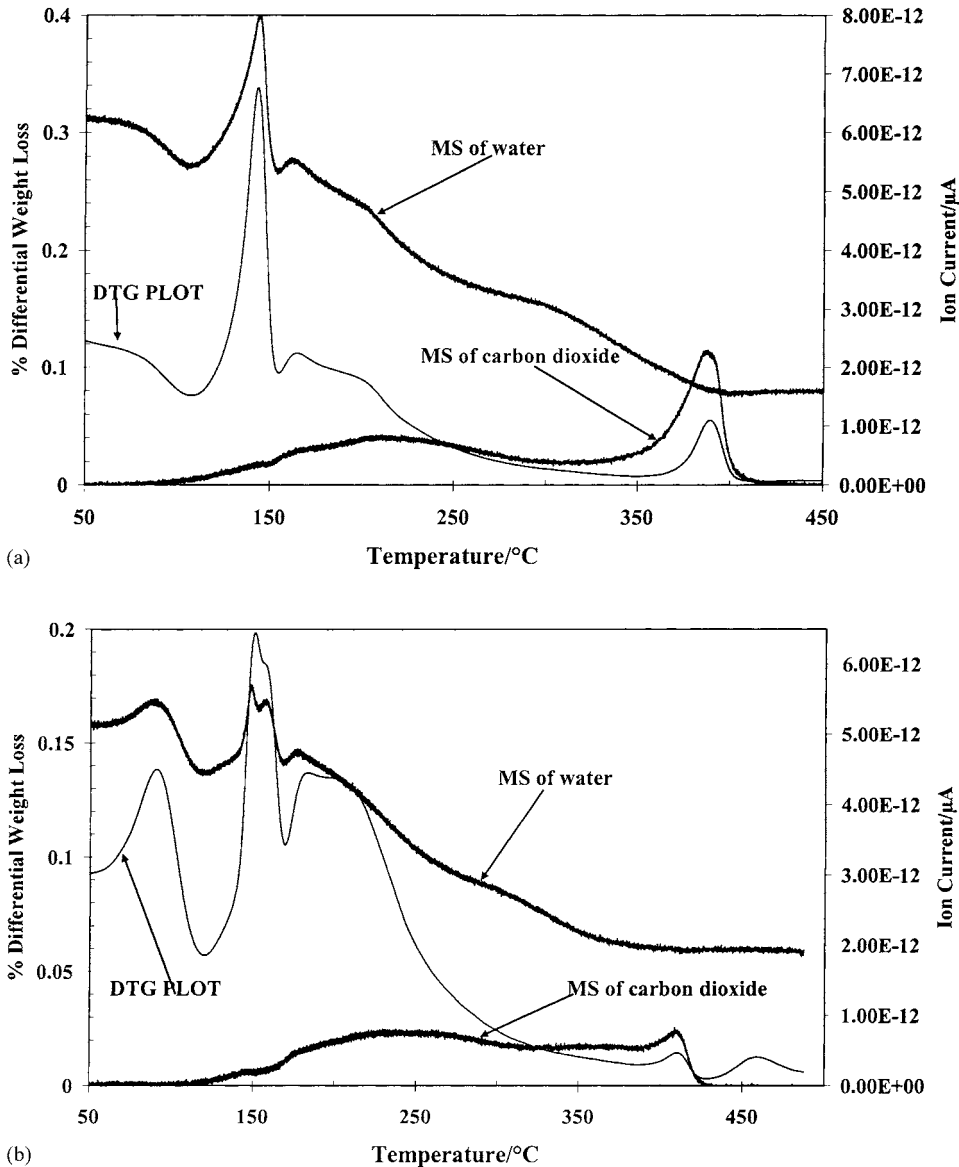 0.4
0.3
0.2
0.1
0
% Differential Weight Loss
8.00E-12
7.00E-12
6.00E-12
5.00E-12
4.00E-12
3.00E-12
2.00E-12
1.00E-12
0.00E+00
Ion Current/µA
MS of water
DTG PLOT
MS of carbon dioxide
50
150
250
350
450
(a)
Temperature/°C
0.2
0.15
0.1
0.05
0
% Differential Weight Loss
6.00E-12
5.00E-12
4.00E-12
3.00E-12
2.00E-12
1.00E-12
0.00E+00
Ion Current/µA
MS of water
DTG PLOT
MS of carbon dioxide
50
150
250
350
450
(b)
Temperature/°C